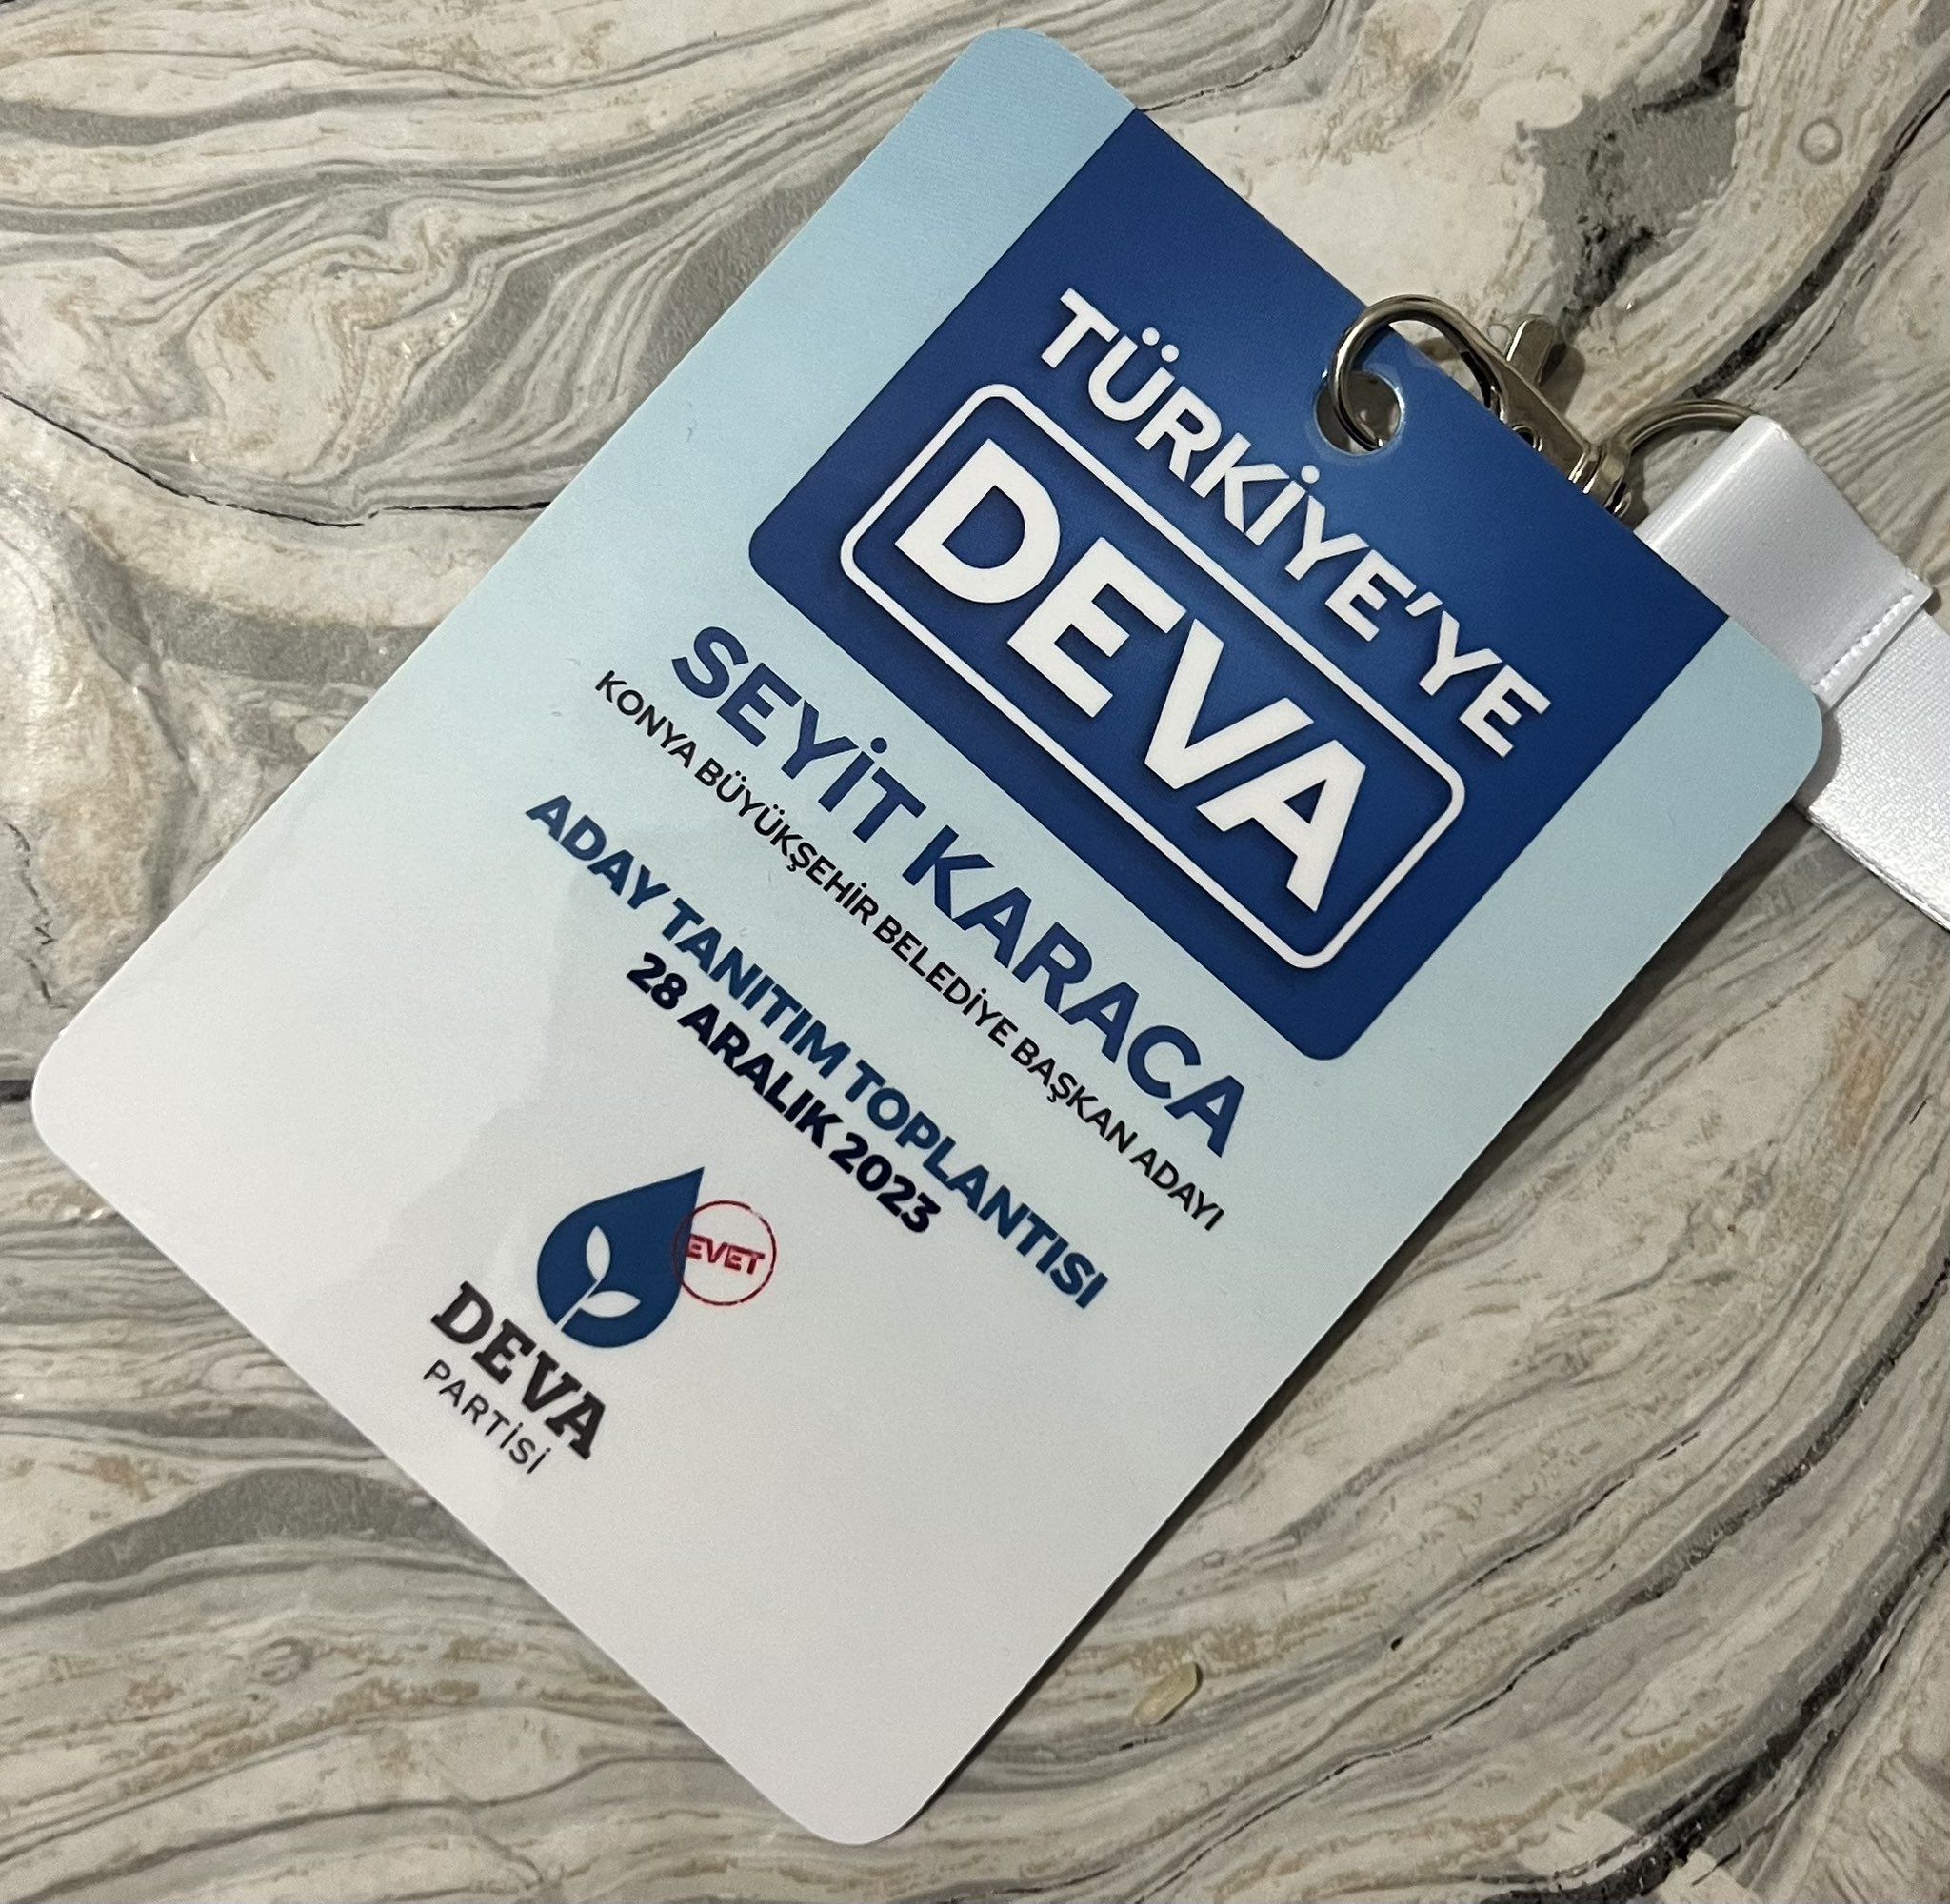 TÜRKİYE'YE
DEVA
SEYİT KARACA
KONYA BÜYÜKŞEHİR BELEDİYE BAŞKAN ADAYI
ADAY TANITIM TOPLANTISI
28 ARALIK 2023
EVET
DEVA
PARTİSİ